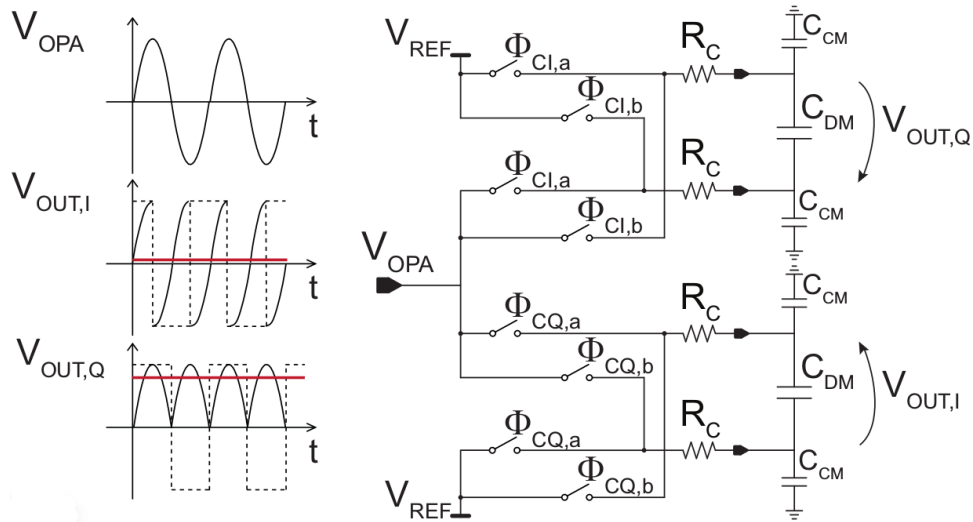 V_OPA
t
V_OUT,I
t
V_OUT,Q
t
V_REF
Φ_CI,a
R_C
C_CM
Φ_CI,b
C_DM
V_OUT,Q
Φ_CI,a
R_C
C_CM
Φ_CI,b
V_OPA
C_CM
Φ_CQ,a
R_C
Φ_CQ,b
C_DM
V_OUT,I
Φ_CQ,a
R_C
C_CM
Φ_CQ,b
V_REF